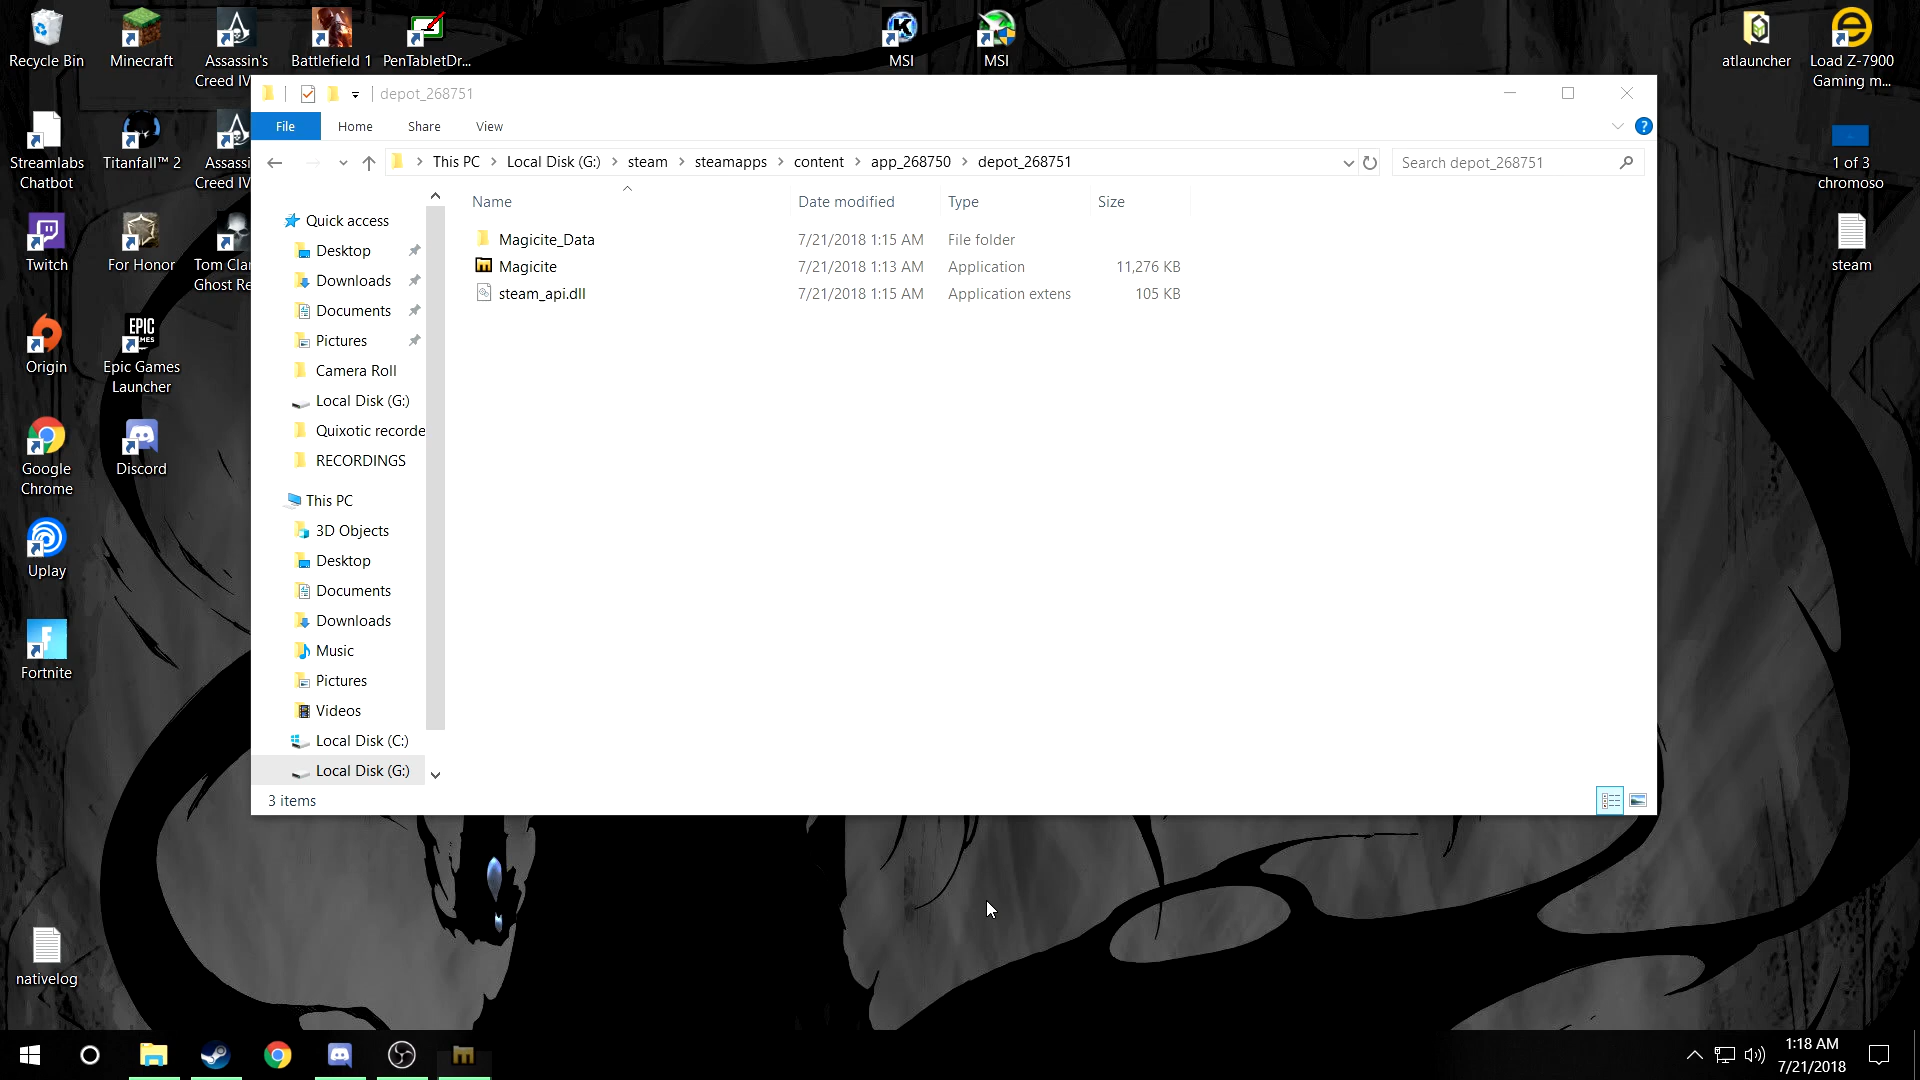 Recycle Bin
Minecraft
Assassin's
Creed IV
Battlefield 1
PenTabletDr...
MSI
MSI
atlauncher
Load Z-7900
Gaming m...
depot_268751
File
Home
Share
View
?
This PC
Local Disk (G:)
steam
steamapps
content
app_268750
depot_268751
Search depot_268751
Name
Date modified
Type
Size
Magicite_Data
7/21/2018 1:15 AM
File folder
Magicite
7/21/2018 1:13 AM
Application
11,276 KB
steam_api.dll
7/21/2018 1:15 AM
Application extens
105 KB
Quick access
Desktop
Downloads
Documents
Pictures
Camera Roll
Local Disk (G:)
Quixotic recorde
RECORDINGS
This PC
3D Objects
Desktop
Documents
Downloads
Music
Pictures
Videos
Local Disk (C:)
Local Disk (G:)
3 items
Streamlabs
Chatbot
Titanfall™ 2
Assassi
Creed IV
1 of 3
chromoso
Twitch
For Honor
Tom Clan
Ghost Re
steam
Origin
EPIC
Epic Games
Launcher
Google
Chrome
Discord
Uplay
Fortnite
nativelog
1:18 AM
7/21/2018